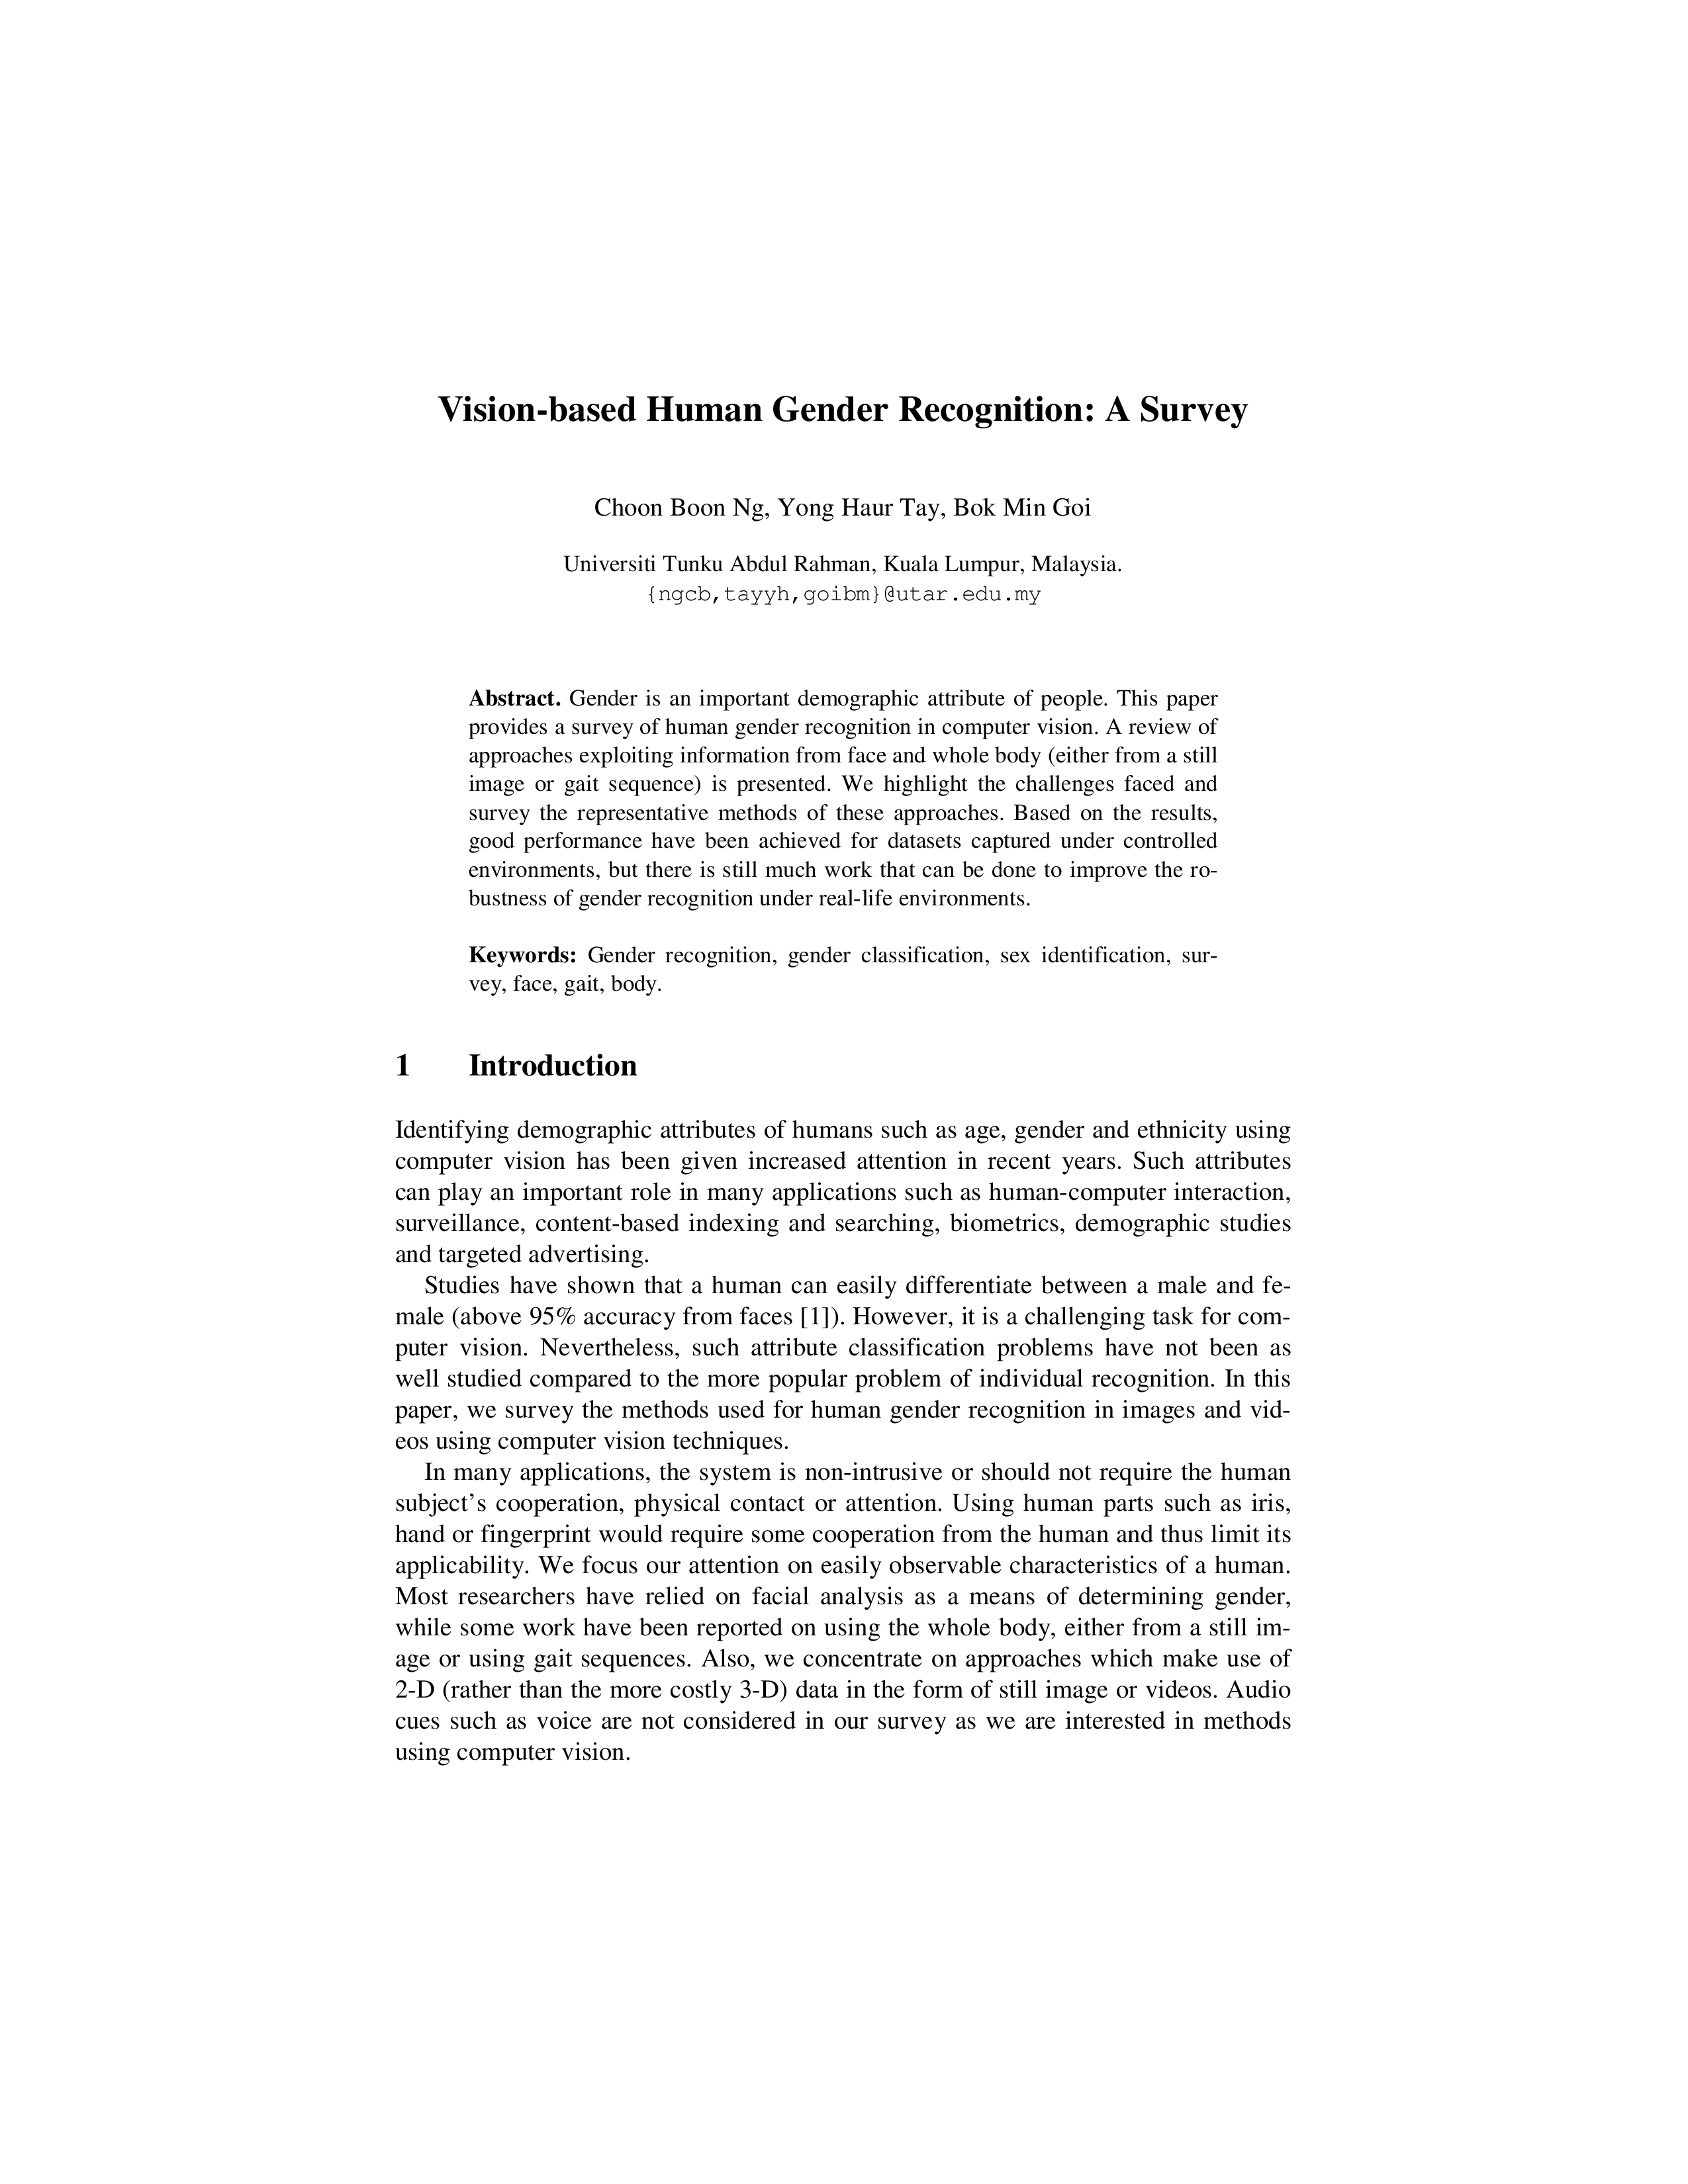 Vision-based Human Gender Recognition: A Survey
Choon Boon Ng, Yong Haur Tay, Bok Min Goi
Universiti Tunku Abdul Rahman, Kuala Lumpur, Malaysia.
{ngcb,tayyh,goibm}@utar.edu.my
Abstract. Gender is an important demographic attribute of people. This paper
provides a survey of human gender recognition in computer vision. A review of
approaches exploiting information from face and whole body (either from a still
image or gait sequence) is presented. We highlight the challenges faced and
survey the representative methods of these approaches. Based on the results,
good performance have been achieved for datasets captured under controlled
environments, but there is still much work that can be done to improve the ro-
bustness of gender recognition under real-life environments.
Keywords: Gender recognition, gender classification, sex identification, sur-
vey, face, gait, body.
1 Introduction
Identifying demographic attributes of humans such as age, gender and ethnicity using
computer vision has been given increased attention in recent years. Such attributes
can play an important role in many applications such as human-computer interaction,
surveillance, content-based indexing and searching, biometrics, demographic studies
and targeted advertising.
Studies have shown that a human can easily differentiate between a male and fe-
male (above 95% accuracy from faces [1]). However, it is a challenging task for com-
puter vision. Nevertheless, such attribute classification problems have not been as
well studied compared to the more popular problem of individual recognition. In this
paper, we survey the methods used for human gender recognition in images and vid-
eos using computer vision techniques.
In many applications, the system is non-intrusive or should not require the human
subject's cooperation, physical contact or attention. Using human parts such as iris,
hand or fingerprint would require some cooperation from the human and thus limit its
applicability. We focus our attention on easily observable characteristics of a human.
Most researchers have relied on facial analysis as a means of determining gender,
while some work have been reported on using the whole body, either from a still im-
age or using gait sequences. Also, we concentrate on approaches which make use of
2-D (rather than the more costly 3-D) data in the form of still image or videos. Audio
cues such as voice are not considered in our survey as we are interested in methods
using computer vision.